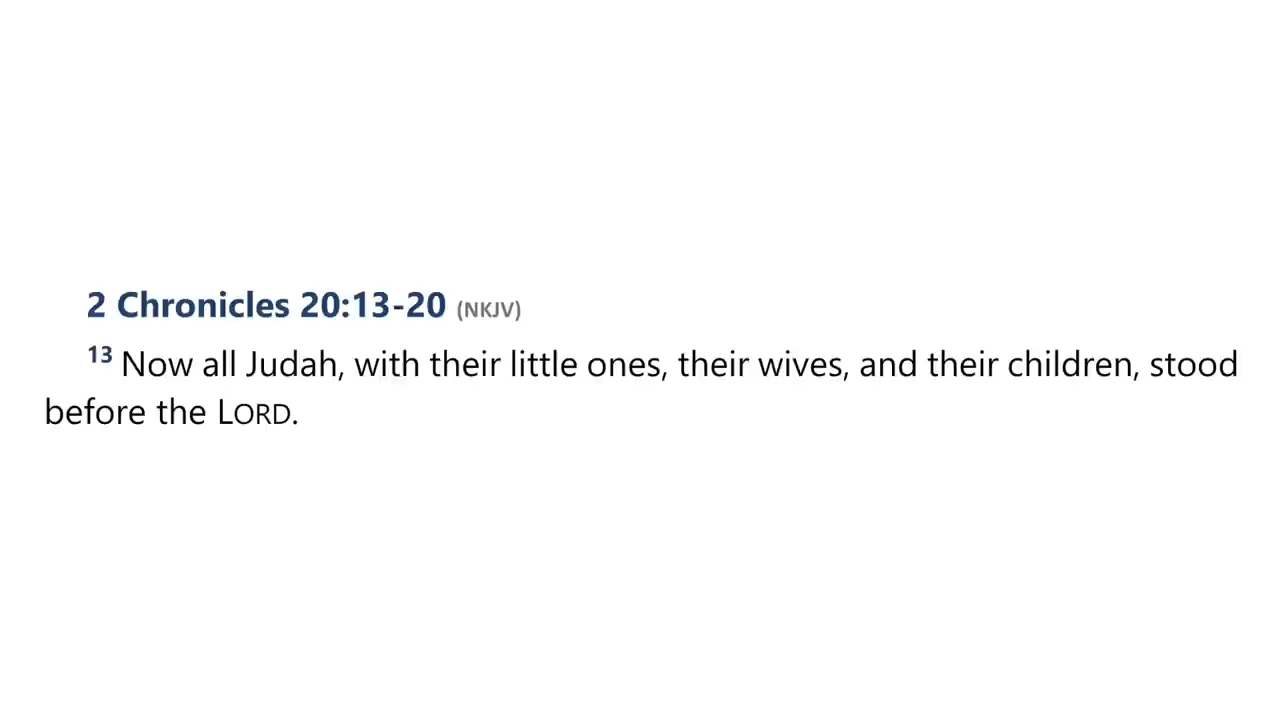 2 Chronicles 20:13-20 (NKJV)
13 Now all Judah, with their little ones, their wives, and their children, stood
before the LORD.